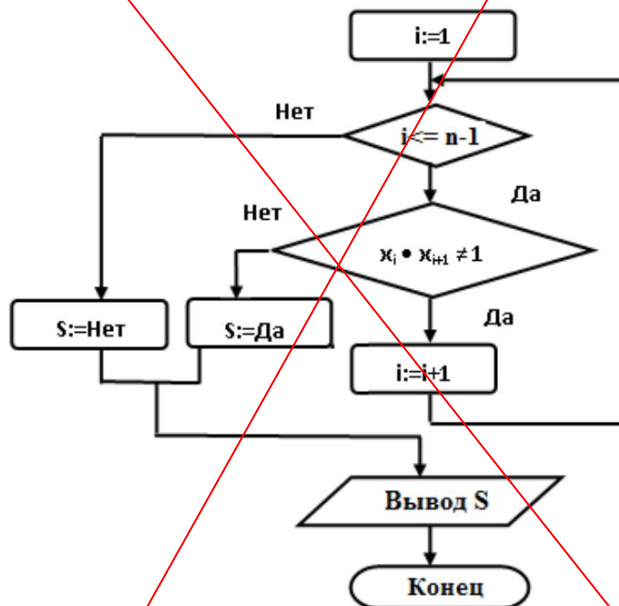 i:=1
Нет
i<= n-1
Да
Нет
xᵢ • xᵢ₊₁ ≠ 1
Да
S:=Нет
S:=Да
i:=i+1
Вывод S
Конец